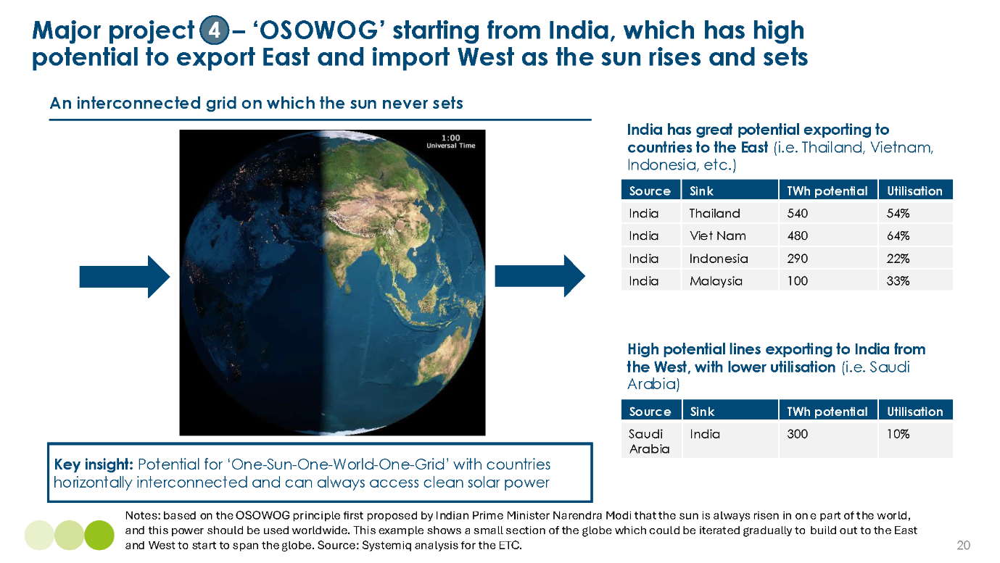 Major project 4 – ‘OSOWOG’ starting from India, which has high
potential to export East and import West as the sun rises and sets
An interconnected grid on which the sun never sets
1:00
Universal Time
Key insight: Potential for ‘One-Sun-One-World-One-Grid’ with countries
horizontally interconnected and can always access clean solar power
India has great potential exporting to
countries to the East (i.e. Thailand, Vietnam,
Indonesia, etc.)
Source Sink TWh potential Utilisation
India Thailand 540 54%
India Viet Nam 480 64%
India Indonesia 290 22%
India Malaysia 100 33%
High potential lines exporting to India from
the West, with lower utilisation (i.e. Saudi
Arabia)
Source Sink TWh potential Utilisation
Saudi India 300 10%
Arabia
Notes: based on the OSOWOG principle first proposed by Indian Prime Minister Narendra Modi that the sun is always risen in one part of the world,
and this power should be used worldwide. This example shows a small section of the globe which could be iterated gradually to build out to the East
and West to start to span the globe. Source: Systemiq analysis for the ETC.
20